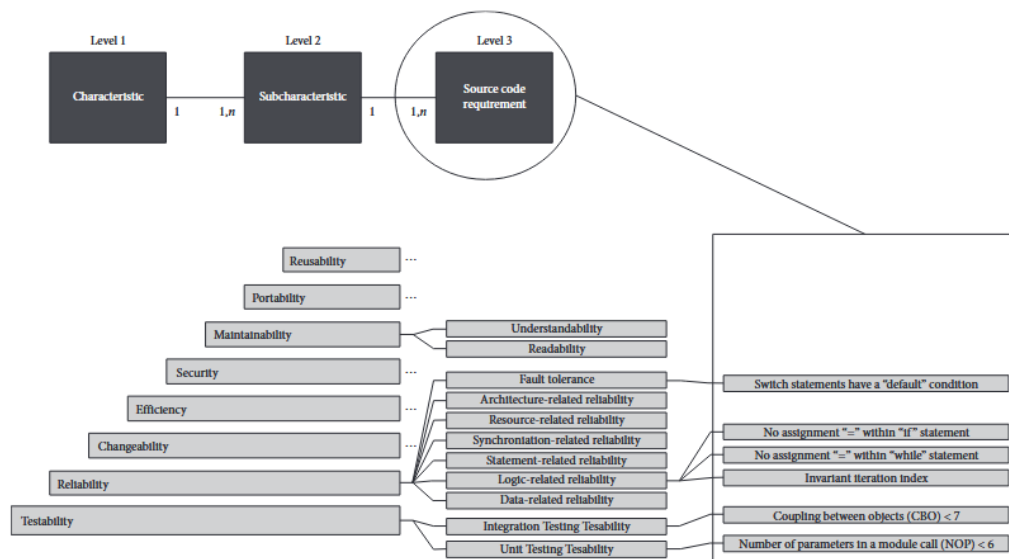 Level 1
Level 2
Level 3
Characteristic
Subcharacteristic
Source code
requirement
1
1,n
1
1,n
Reusability
...
Portability
...
Maintainability
Understandability
Readability
Security
...
Fault tolerance
Switch statements have a “default” condition
Efficiency
...
Architecture-related reliability
Resource-related reliability
Changeability
...
Synchroniation-related reliability
No assignment “=” within “if” statement
Statement-related reliability
No assignment “=” within “while” statement
Reliability
Logic-related reliability
Invariant iteration index
Data-related reliability
Testability
Integration Testing Tesability
Coupling between objects (CBO) < 7
Unit Testing Tesability
Number of parameters in a module call (NOP) < 6